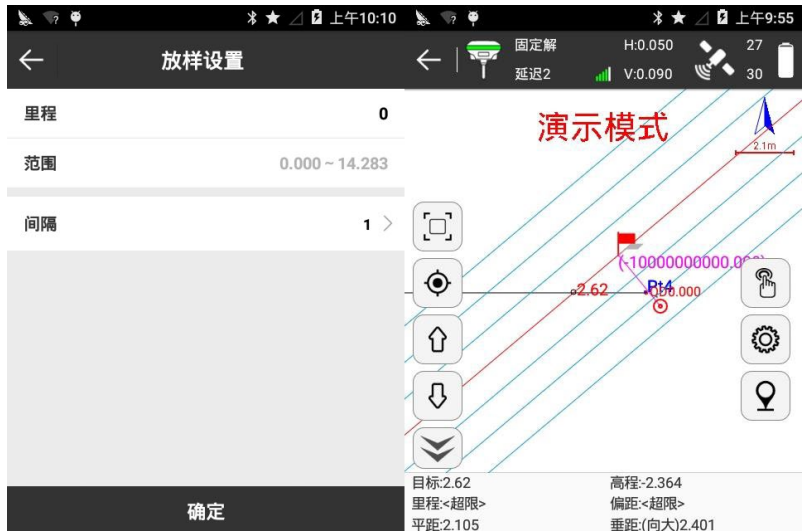 上午10:10
放样设置
里程 0
范围 0.000 ~ 14.283
间隔 1
确定
上午9:55
固定解 H:0.050 27
延迟2 V:0.090 30
演示模式
2.1m
2.62
Pt4
0.000
目标:2.62 高程:-2.364
里程:<超限> 偏距:<超限>
平距:2.105 垂距:(向大)2.401